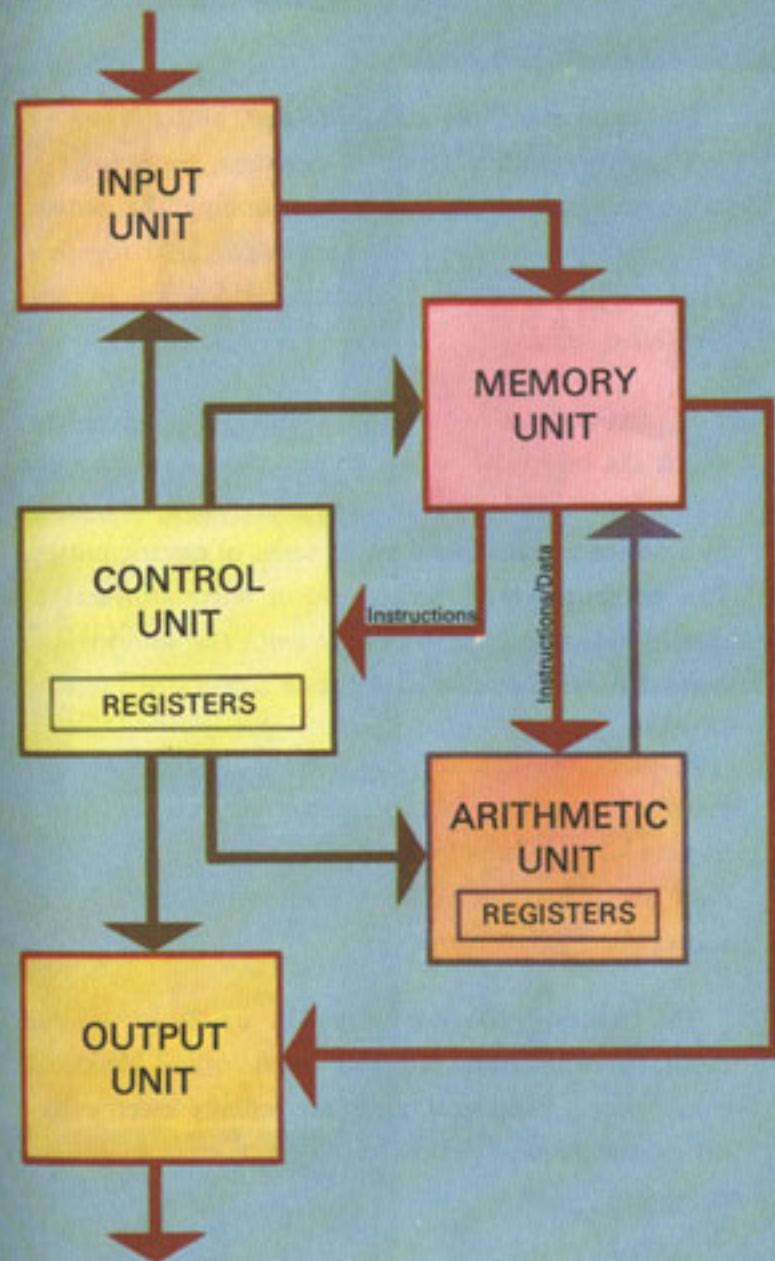 INPUT
UNIT
MEMORY
UNIT
CONTROL
UNIT
REGISTERS
Instructions
Instructions/Data
ARITHMETIC
UNIT
REGISTERS
OUTPUT
UNIT